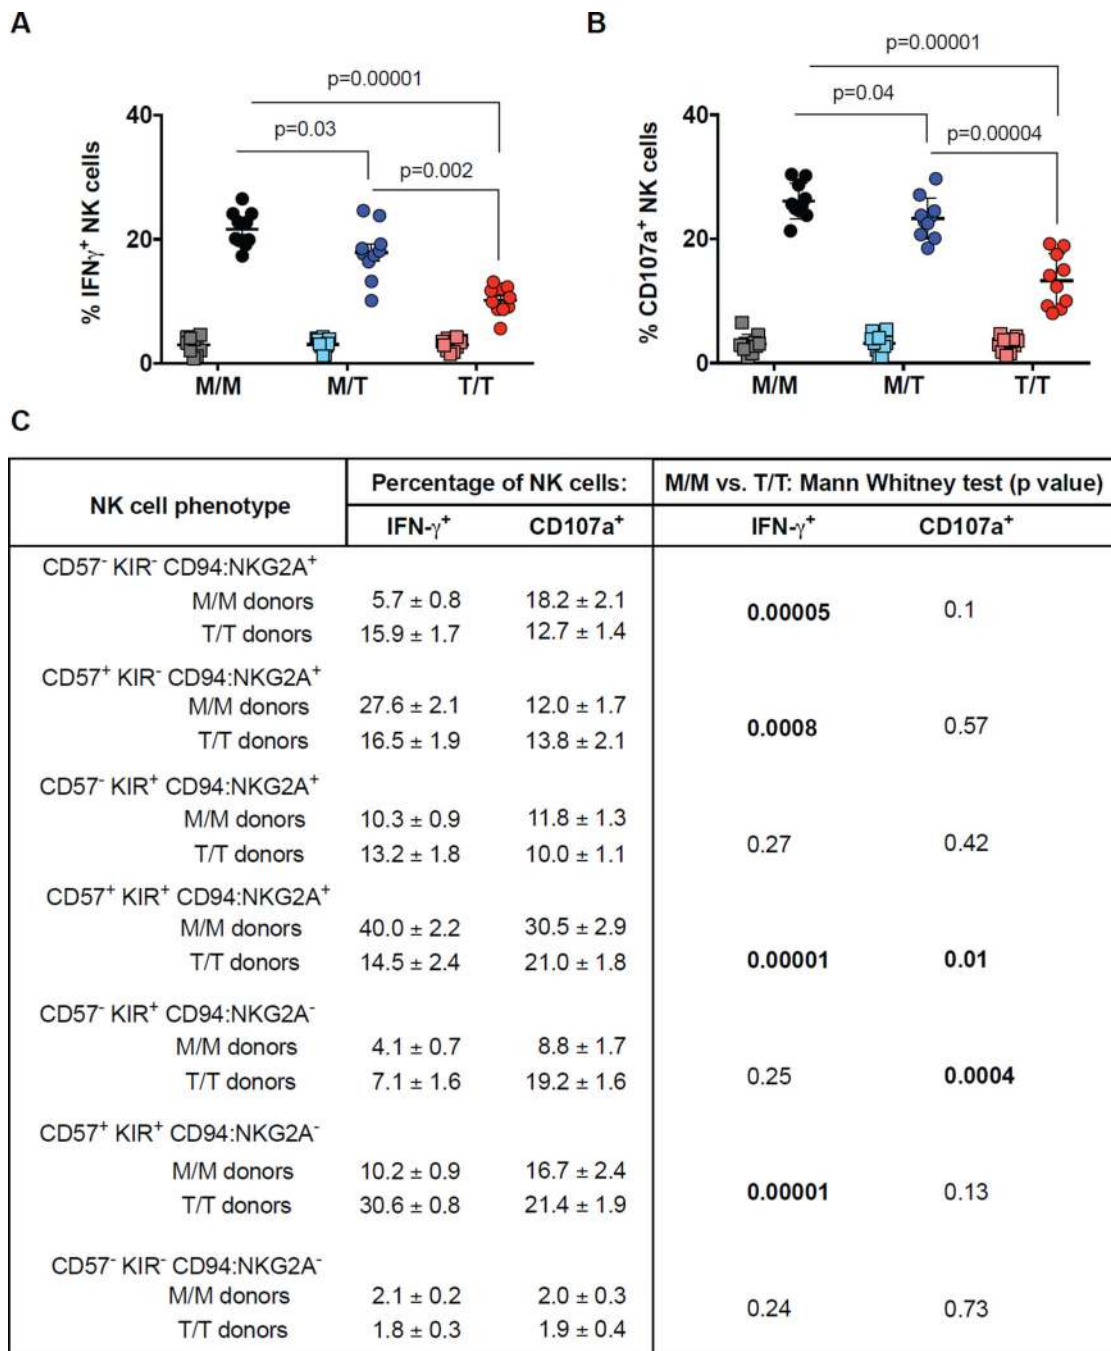 A
p=0.00001
p=0.03
p=0.002
% IFNγ⁺ NK cells
40
20
0
M/M M/T T/T
B
p=0.00001
p=0.04
p=0.00004
% CD107a⁺ NK cells
40
20
0
M/M M/T T/T
C
NK cell phenotype Percentage of NK cells: M/M vs. T/T: Mann Whitney test (p value)
IFN-γ⁺ CD107a⁺ IFN-γ⁺ CD107a⁺
CD57⁻ KIR⁻ CD94:NKG2A⁺
M/M donors 5.7 ± 0.8 18.2 ± 2.1
0.00005 0.1
T/T donors 15.9 ± 1.7 12.7 ± 1.4
CD57⁺ KIR⁻ CD94:NKG2A⁺
M/M donors 27.6 ± 2.1 12.0 ± 1.7
0.0008 0.57
T/T donors 16.5 ± 1.9 13.8 ± 2.1
CD57⁻ KIR⁺ CD94:NKG2A⁺
M/M donors 10.3 ± 0.9 11.8 ± 1.3
0.27 0.42
T/T donors 13.2 ± 1.8 10.0 ± 1.1
CD57⁺ KIR⁺ CD94:NKG2A⁺
M/M donors 40.0 ± 2.2 30.5 ± 2.9
T/T donors 14.5 ± 2.4 21.0 ± 1.8 0.00001 0.01
CD57⁻ KIR⁺ CD94:NKG2A⁻
M/M donors 4.1 ± 0.7 8.8 ± 1.7
T/T donors 7.1 ± 1.6 19.2 ± 1.6 0.25 0.0004
CD57⁺ KIR⁺ CD94:NKG2A⁻
M/M donors 10.2 ± 0.9 16.7 ± 2.4
0.00001 0.13
T/T donors 30.6 ± 0.8 21.4 ± 1.9
CD57⁻ KIR⁻ CD94:NKG2A⁻
M/M donors 2.1 ± 0.2 2.0 ± 0.3
0.24 0.73
T/T donors 1.8 ± 0.3 1.9 ± 0.4